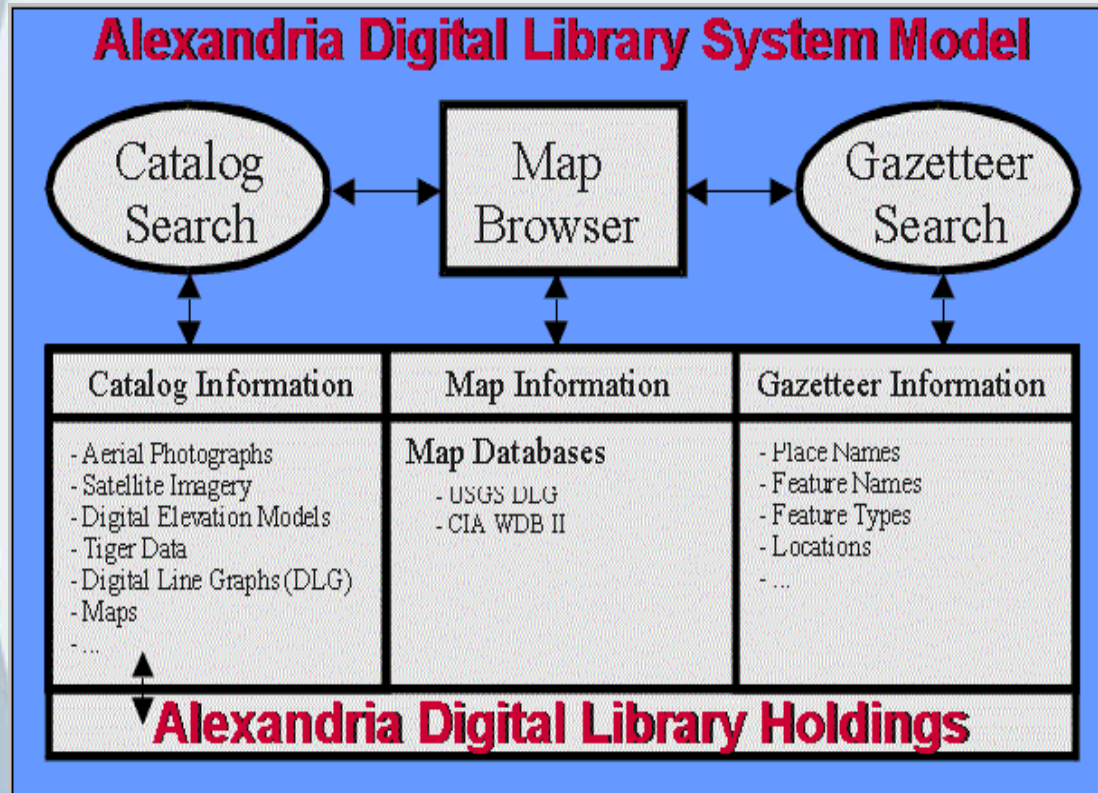 Alexandria Digital Library System Model
Catalog
Search
Map
Browser
Gazetteer
Search
Catalog Information
Map Information
Gazetteer Information
- Aerial Photographs
- Satellite Imagery
- Digital Elevation Models
- Tiger Data
- Digital Line Graphs (DLG)
- Maps
- ...
Map Databases
- USGS DLG
- CIA WDB II
- Place Names
- Feature Names
- Feature Types
- Locations
- ...
Alexandria Digital Library Holdings